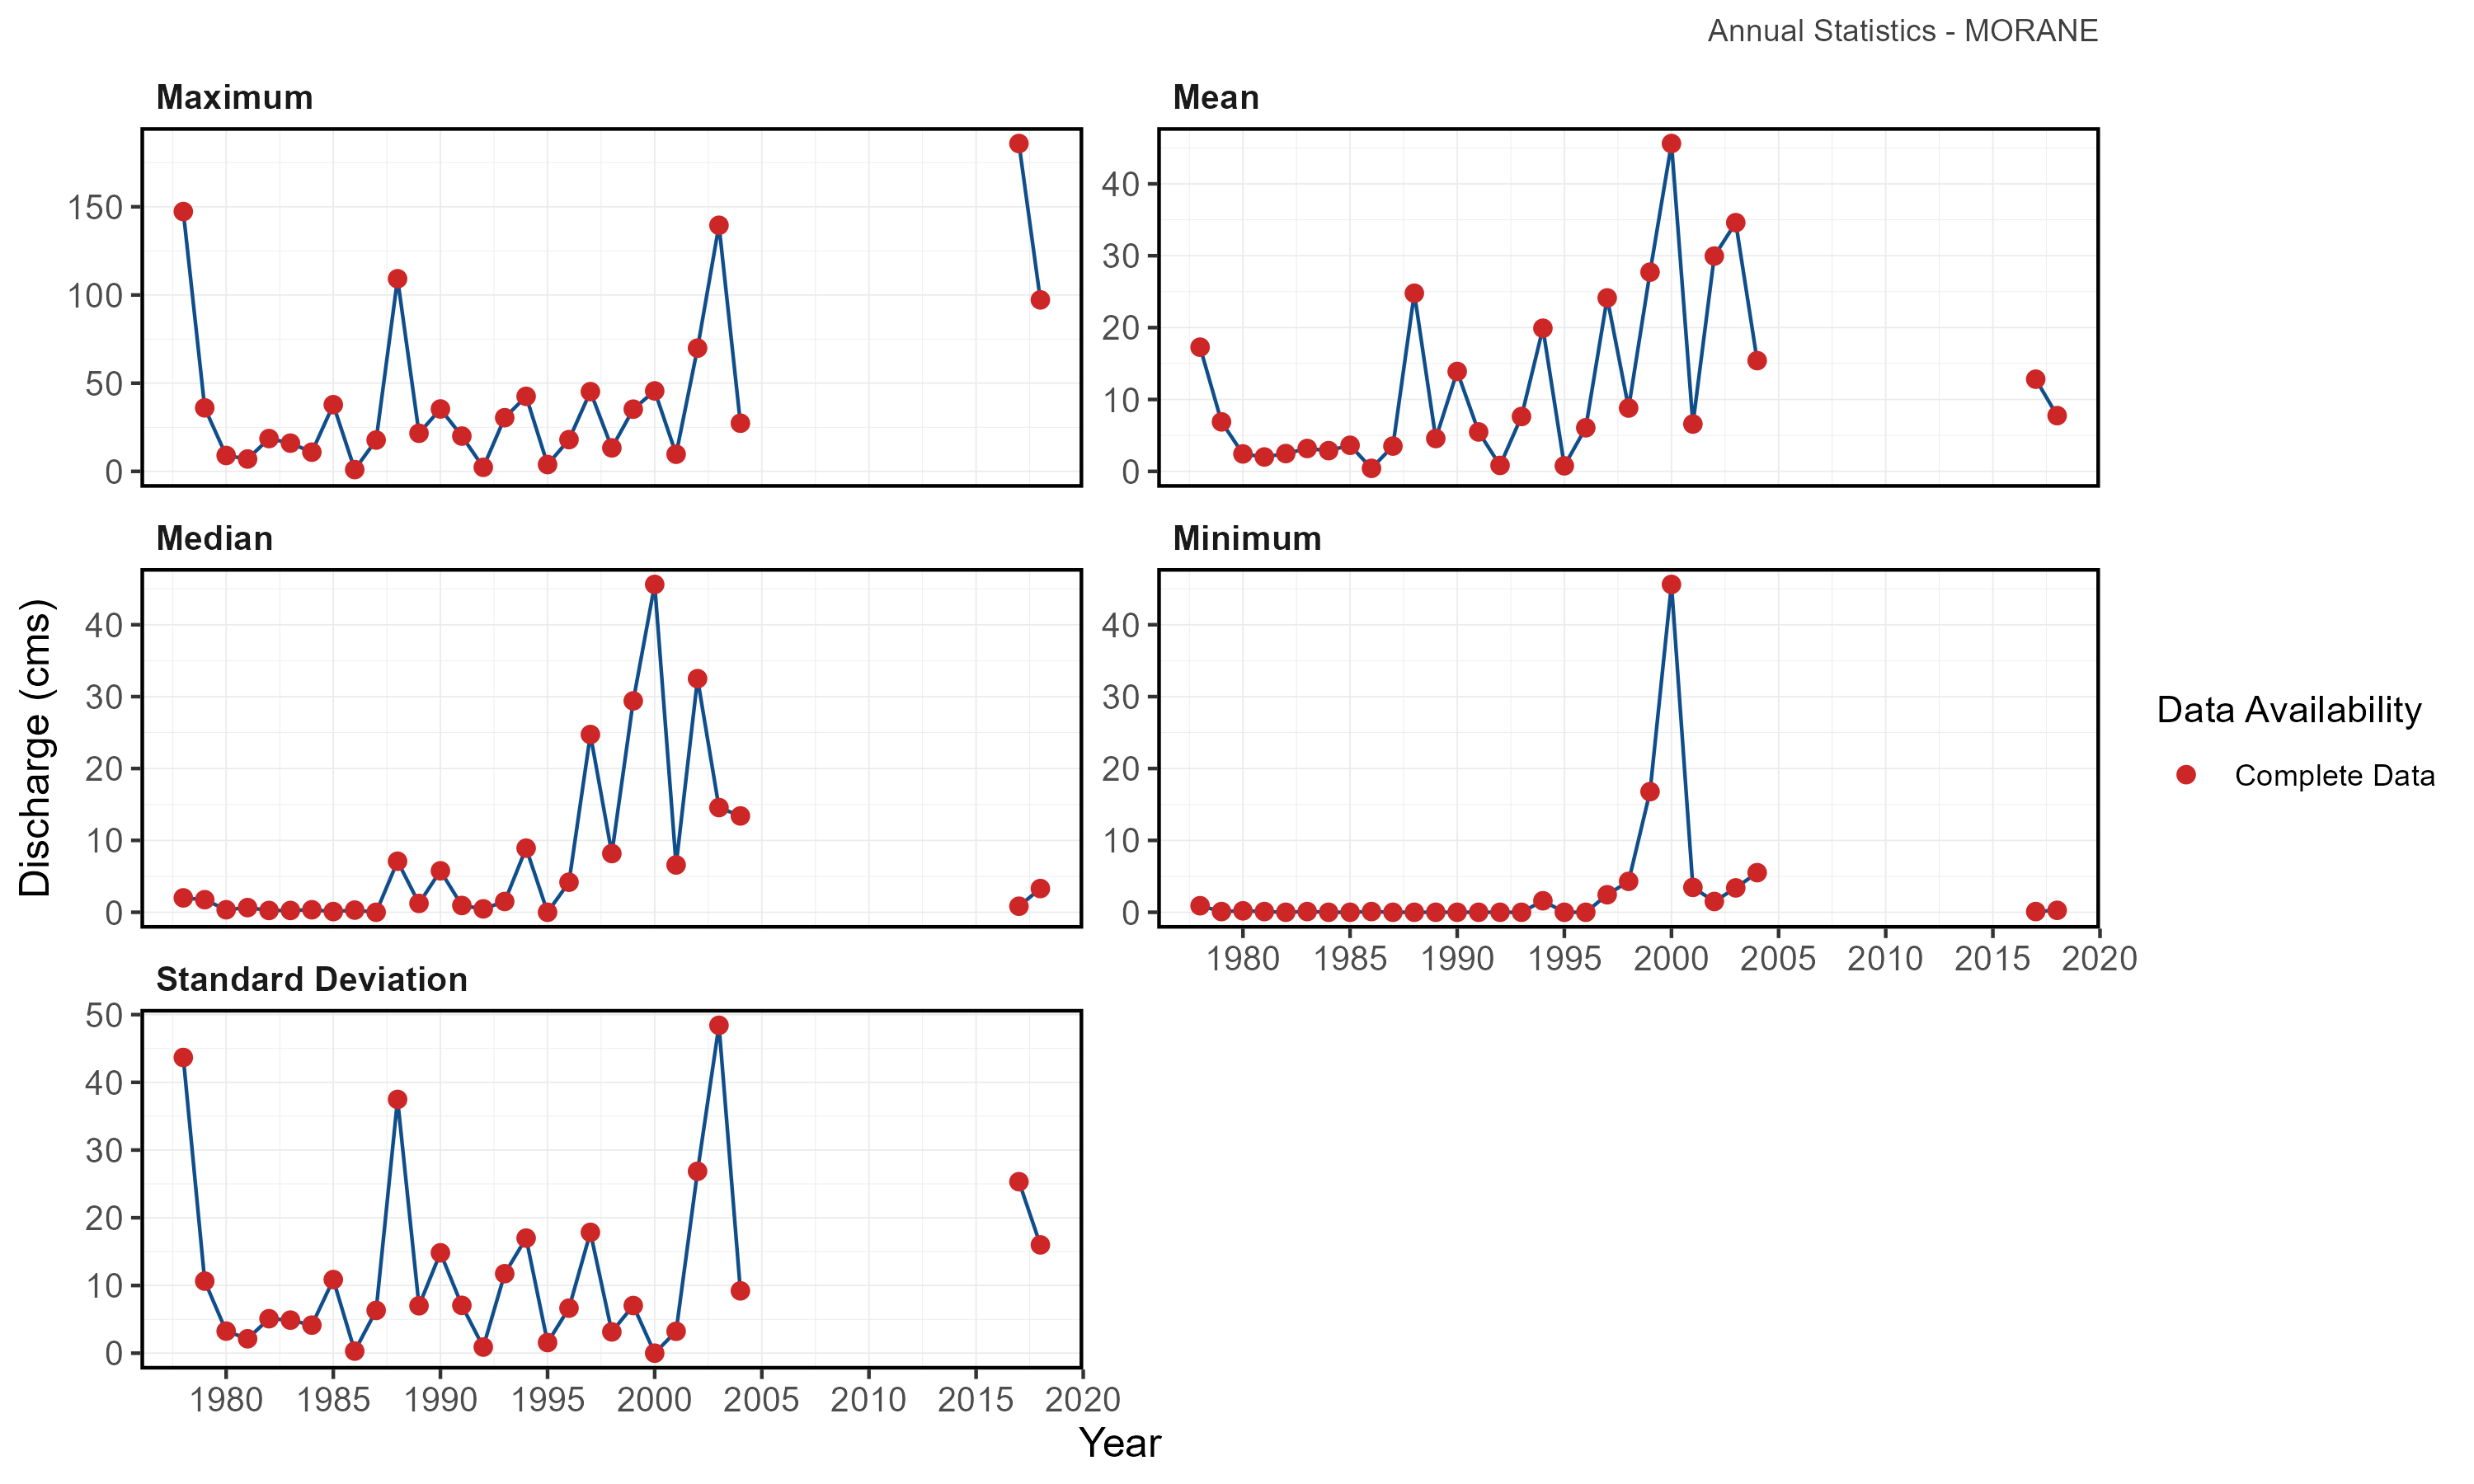 Annual Statistics - MORANE
Maximum
150
100
50
0
Mean
40
30
20
10
0
Median
40
30
20
10
0
Minimum
40
30
20
10
0
1980 1985 1990 1995 2000 2005 2010 2015 2020
Standard Deviation
50
40
30
20
10
0
1980 1985 1990 1995 2000 2005 2010 2015 2020
Year
Discharge (cms)
Data Availability
Complete Data